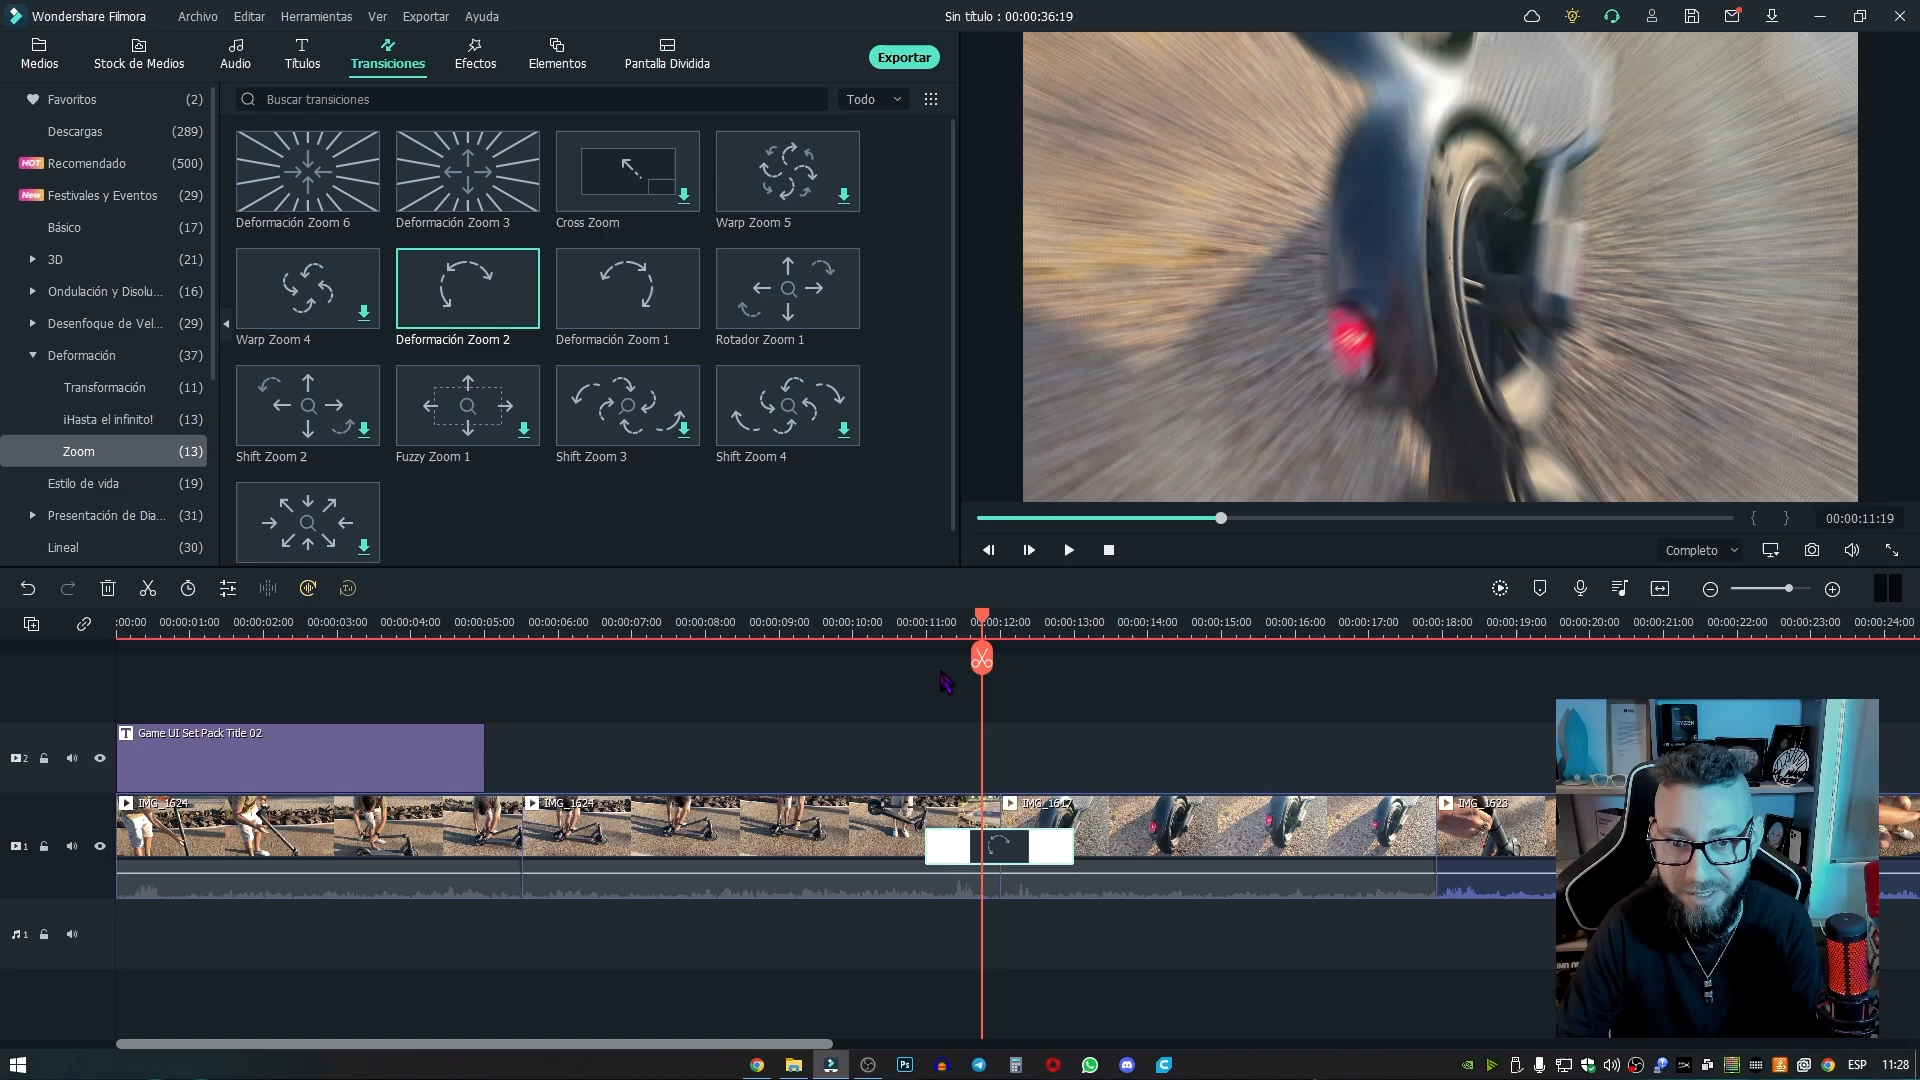 Wondershare Filmora
Archivo Editar Herramientas Ver Exportar Ayuda
Sin título : 00:00:36:19
Medios Stock de Medios Audio Títulos Transiciones Efectos Elementos Pantalla Dividida
Exportar
Favoritos (2)
Descargas (289)
HOT Recomendado (500)
New Festivales y Eventos (29)
Básico (17)
3D (21)
Ondulación y Disolu... (16)
Desenfoque de Vel... (29)
Deformación (37)
Transformación (11)
¡Hasta el infinito! (13)
Zoom (13)
Estilo de vida (19)
Presentación de Dia... (31)
Lineal (30)
Buscar transiciones
Todo
Deformación Zoom 6
Deformación Zoom 3
Cross Zoom
Warp Zoom 5
Warp Zoom 4
Deformación Zoom 2
Deformación Zoom 1
Rotador Zoom 1
Shift Zoom 2
Fuzzy Zoom 1
Shift Zoom 3
Shift Zoom 4
{ } 00:00:11:19
Completo
:00:00 00:00:01:00 00:00:02:00 00:00:03:00 00:00:04:00 00:00:05:00 00:00:06:00 00:00:07:00 00:00:08:00 00:00:09:00 00:00:10:00 00:00:11:00 00:00:12:00 00:00:13:00 00:00:14:00 00:00:15:00 00:00:16:00 00:00:17:00 00:00:18:00 00:00:19:00 00:00:20:00 00:00:21:00 00:00:22:00 00:00:23:00 00:00:24:00
2
T Game UI Set Pack Title 02
1
IMG_1624
IMG_1624
IMG_1617
IMG_1623
1
RYZEN
Ps
ESP 11:28